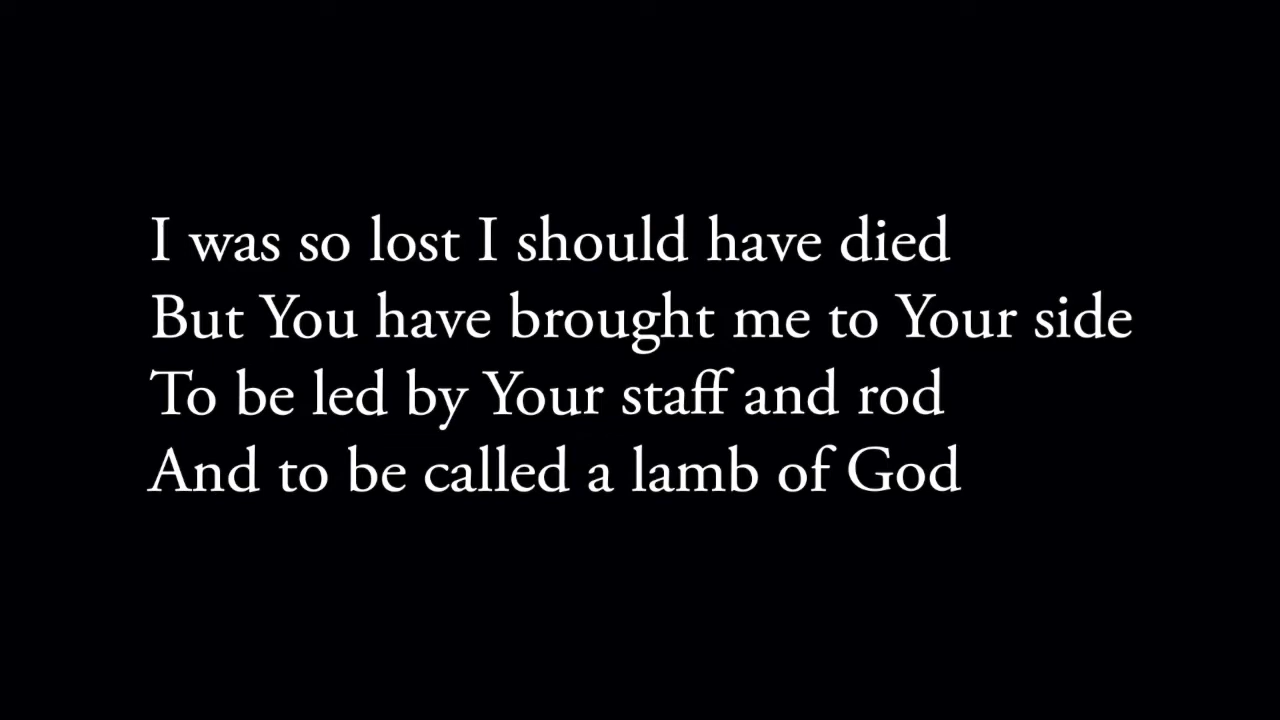 I was so lost I should have died
But You have brought me to Your side
To be led by Your staff and rod
And to be called a lamb of God